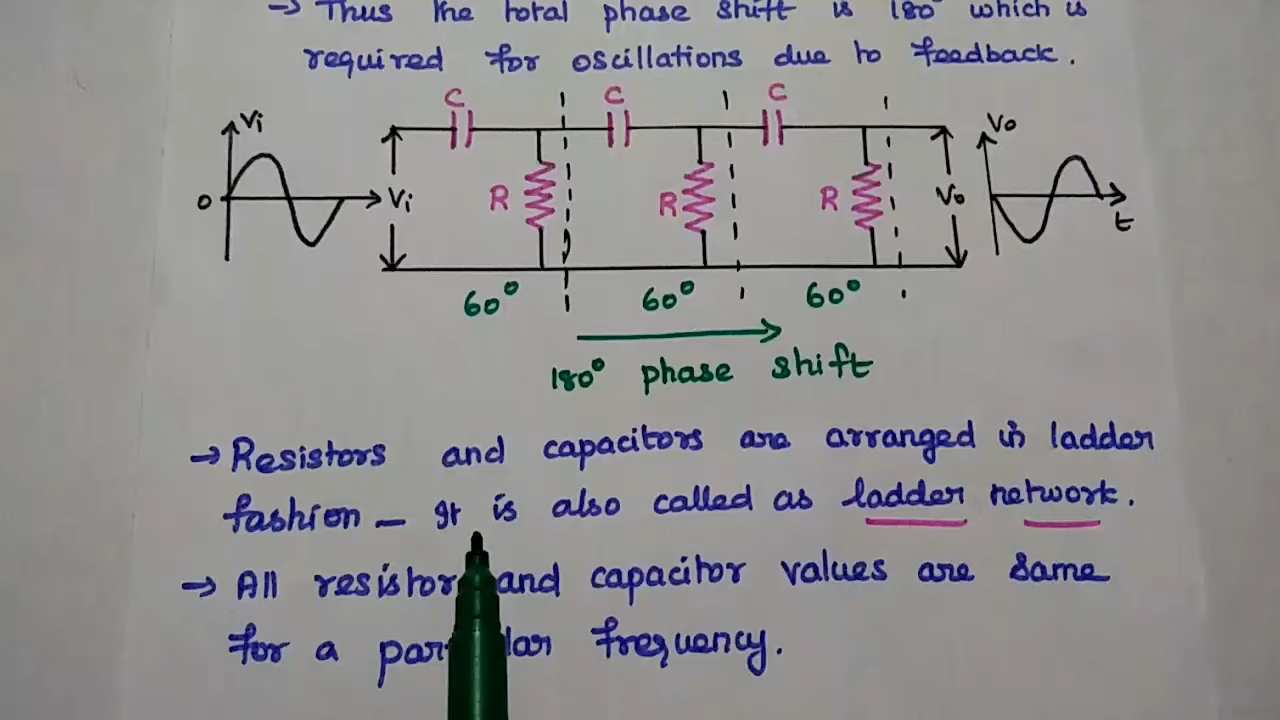 → Thus the total phase shift is 180° which is
required for oscillations due to feedback.
C C C
Vi Vo
0 Vi R R R Vo t
60° 60° 60°
180° phase shift
→ Resistors and capacitors are arranged in ladder
fashion – It is also called as ladder network.
→ All resistor and capacitor values are same
for a frequency.